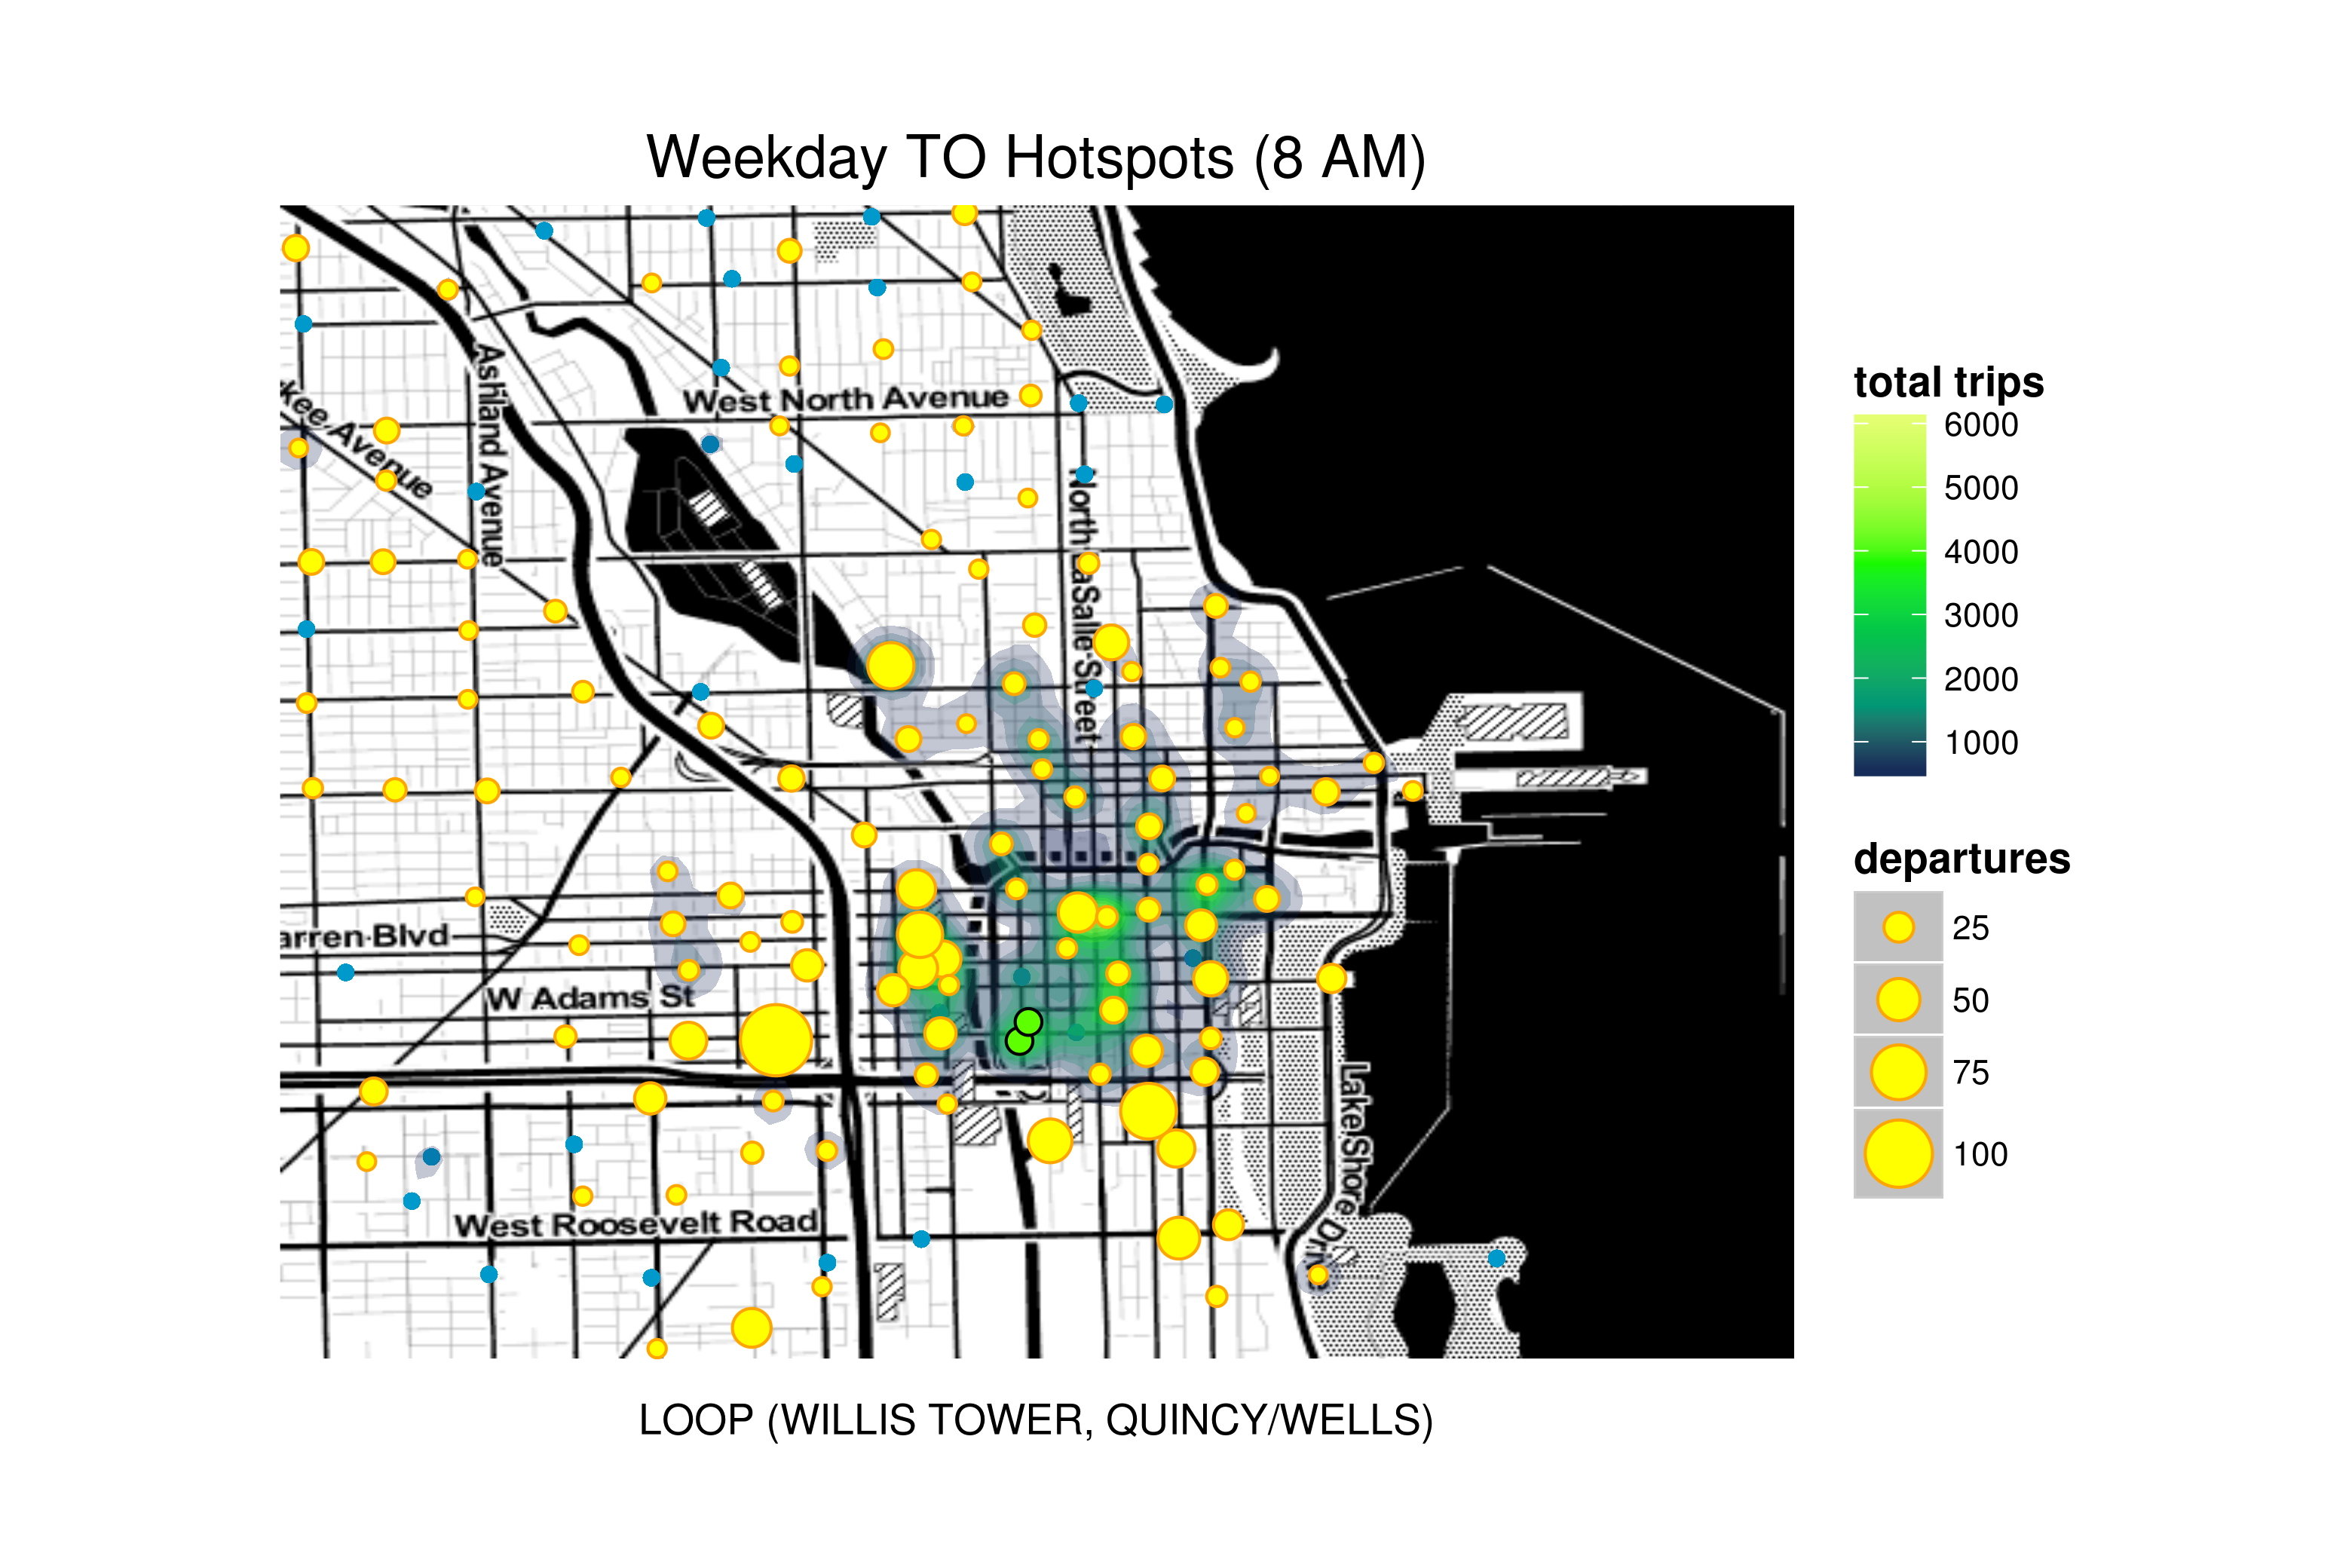 Weekday TO Hotspots (8 AM)
West North Avenue
kee Avenue
Ashland Avenue
North LaSalle Street
arren Blvd
W Adams St
West Roosevelt Road
Lake Shore Drive
total trips
6000
5000
4000
3000
2000
1000
departures
25
50
75
100
LOOP (WILLIS TOWER, QUINCY/WELLS)